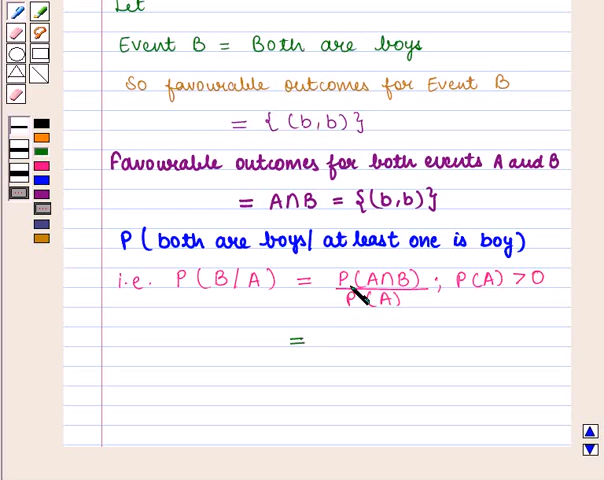 Let
Event B = Both are boys
So favourable outcomes for Event B
= { (b,b)}
favourable outcomes for both events A and B
= A∩B = {(b,b)}
P ( both are boys/ at least one is boy )
i.e. P ( B / A ) = P(A∩B) / P(A) ; P(A) > 0
=